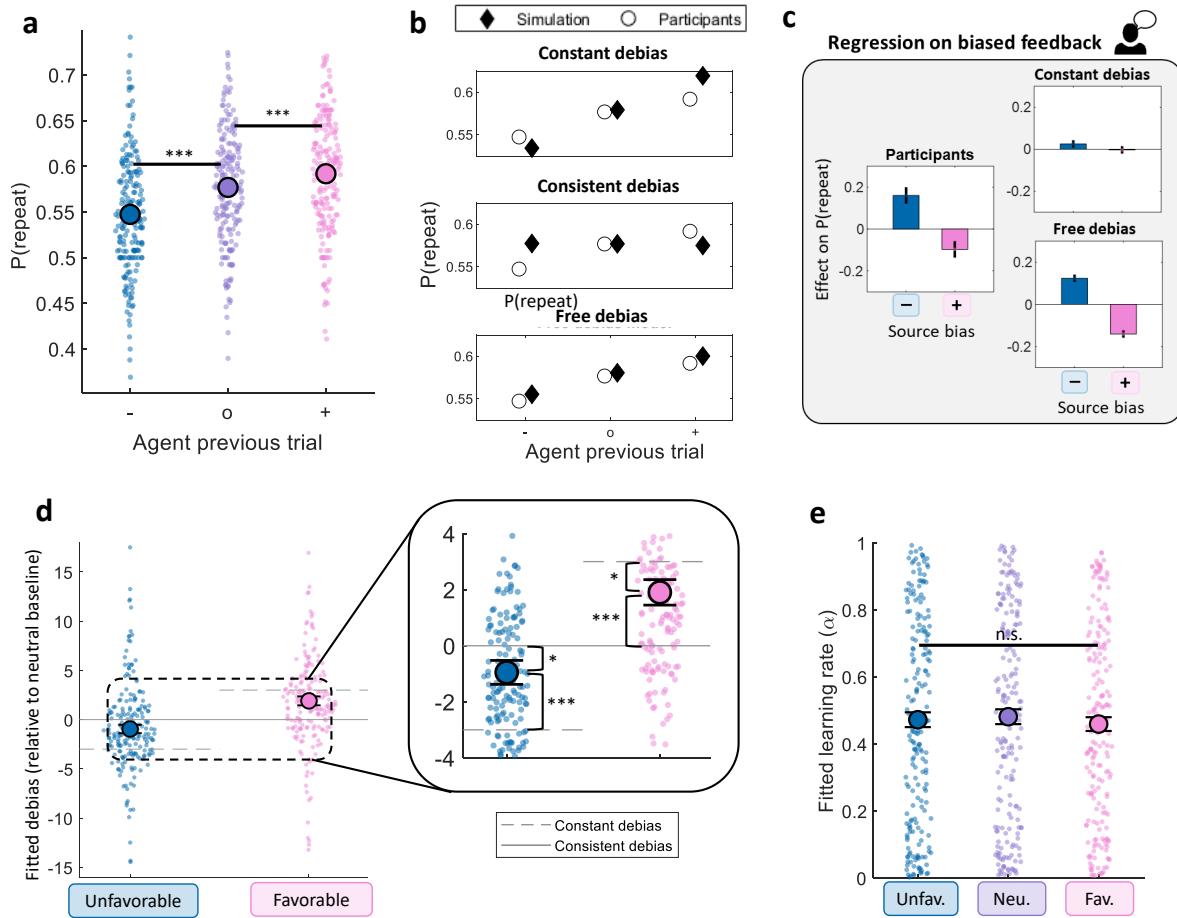 a
P(repeat)
0.7
0.65
0.6
0.55
0.5
0.45
0.4
***
***
-
o
+
Agent previous trial
b
Simulation
Participants
Constant debias
0.6
0.55
Consistent debias
0.6
0.55
P(repeat)
P(repeat)
Free debias
0.6
0.55
-
o
+
Agent previous trial
c
Regression on biased feedback
Participants
Effect on P(repeat)
0.2
0
-0.2
−
+
Source bias
Constant debias
0.2
0
-0.2
Free debias
0.2
0
-0.2
−
+
Source bias
d
Fitted debias (relative to neutral baseline)
15
10
5
0
-5
-10
-15
Unfavorable
Favorable
4
2
0
-2
-4
*
***
*
***
Constant debias
Consistent debias
e
Fitted learning rate (α)
1
0.8
0.6
0.4
0.2
0
n.s.
Unfav.
Neu.
Fav.